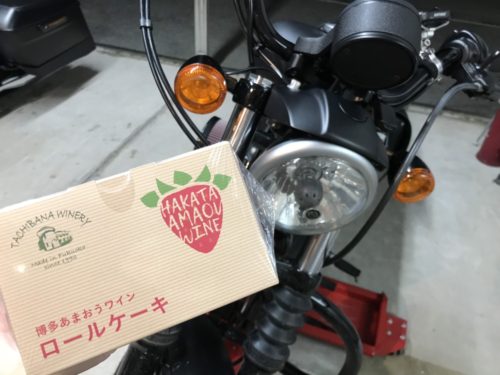 TACHIBANA WINERY
made in Fukuoka
since 1990
HAKATA
AMAOU
WINE
博多あまおうワイン
ロールケーキ